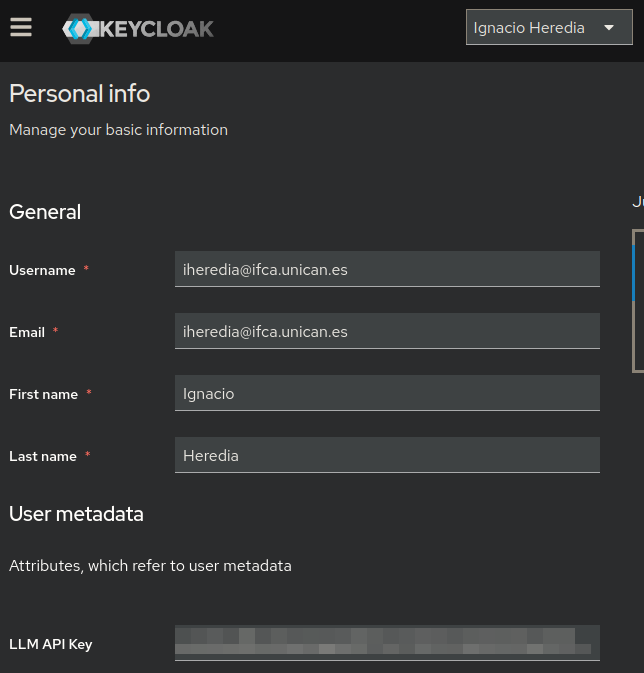 KEYCLOAK
Ignacio Heredia
Personal info
Manage your basic information
General
Username *
iheredia@ifca.unican.es
Email *
iheredia@ifca.unican.es
First name *
Ignacio
Last name *
Heredia
User metadata
Attributes, which refer to user metadata
LLM API Key